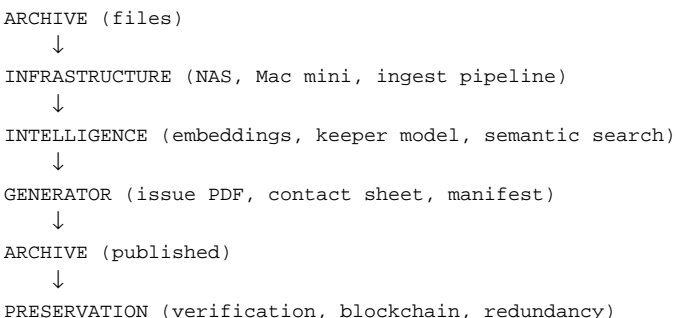 ARCHIVE (files)
↓
INFRASTRUCTURE (NAS, Mac mini, ingest pipeline)
↓
INTELLIGENCE (embeddings, keeper model, semantic search)
↓
GENERATOR (issue PDF, contact sheet, manifest)
↓
ARCHIVE (published)
↓
PRESERVATION (verification, blockchain, redundancy)